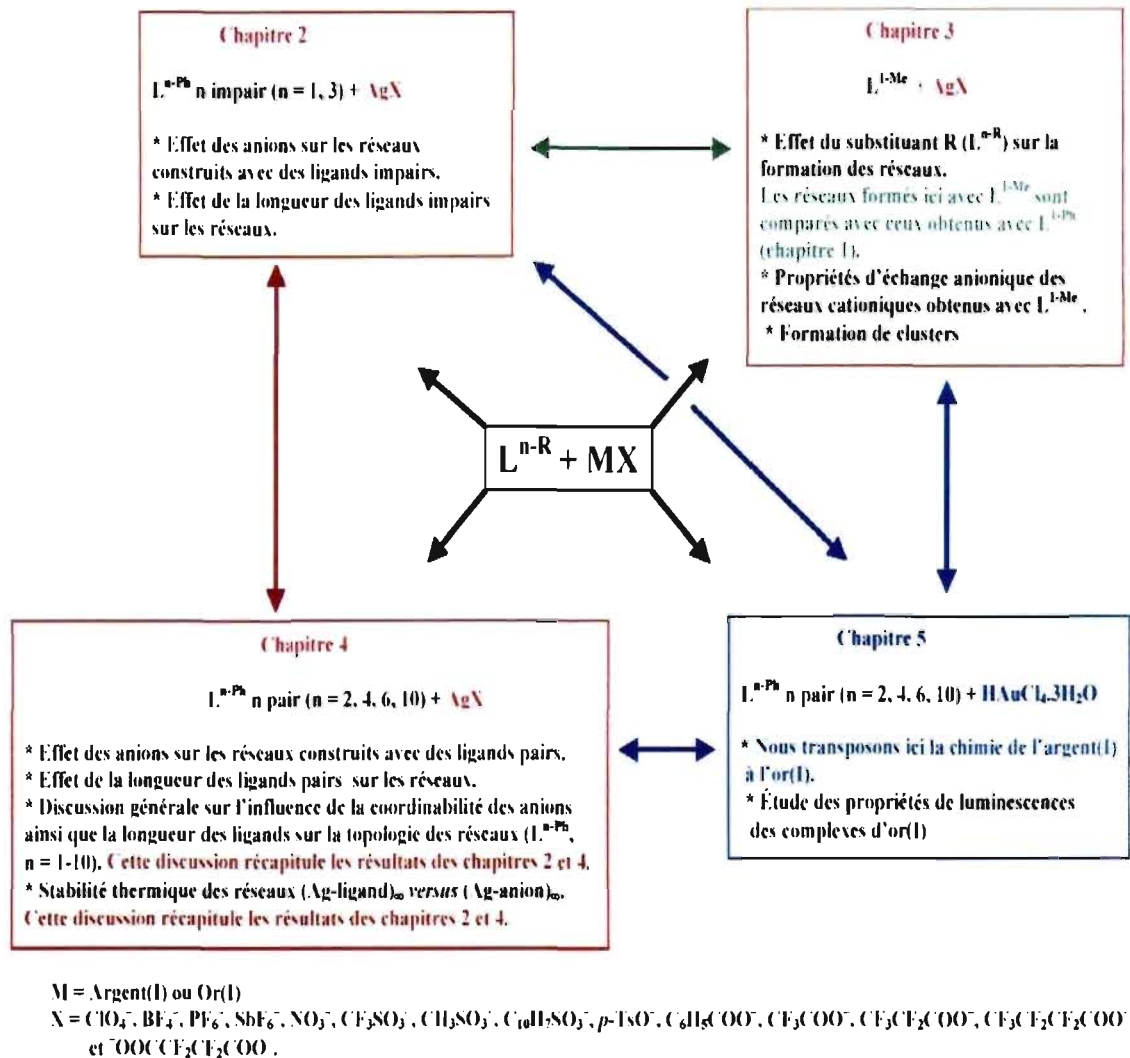 Chapitre 2
L^{n-Ph} n impair (n = 1, 3) + AgX
* Effet des anions sur les réseaux
construits avec des ligands impairs.
* Effet de la longueur des ligands impairs
sur les réseaux.
Chapitre 3
L^{1-Me} + AgX
* Effet du substituant R (L^{n-R}) sur la
formation des réseaux.
Les réseaux formés ici avec L^{1-Me} sont
comparés avec ceux obtenus avec L^{1-Ph}
(chapitre 1).
* Propriétés d'échange anionique des
réseaux cationiques obtenus avec L^{1-Me}.
* Formation de clusters
L^{n-R} + MX
Chapitre 4
L^{n-Ph} n pair (n = 2, 4, 6, 10) + AgX
* Effet des anions sur les réseaux construits avec des ligands pairs.
* Effet de la longueur des ligands pairs sur les réseaux.
* Discussion générale sur l'influence de la coordinabilité des anions
ainsi que la longueur des ligands sur la topologie des réseaux (L^{n-Ph},
n = 1-10). Cette discussion récapitule les résultats des chapitres 2 et 4.
* Stabilité thermique des réseaux (Ag-ligand)∞ versus (Ag-anion)∞.
Cette discussion récapitule les résultats des chapitres 2 et 4.
Chapitre 5
L^{n-Ph} n pair (n = 2, 4, 6, 10) + HAuCl₄.3H₂O
* Nous transposons ici la chimie de l'argent(I)
à l'or(I).
* Étude des propriétés de luminescences
des complexes d'or(I)
M = Argent(I) ou Or(I)
X = ClO₄⁻, BF₄⁻, PF₆⁻, SbF₆⁻, NO₃⁻, CF₃SO₃⁻, CH₃SO₃⁻, C₁₀H₇SO₃⁻, p-TsO⁻, C₆H₅COO⁻, CF₃COO⁻, CF₃CF₂COO⁻, CF₃CF₂CF₂COO⁻
et ⁻OOCCF₂CF₂COO⁻.